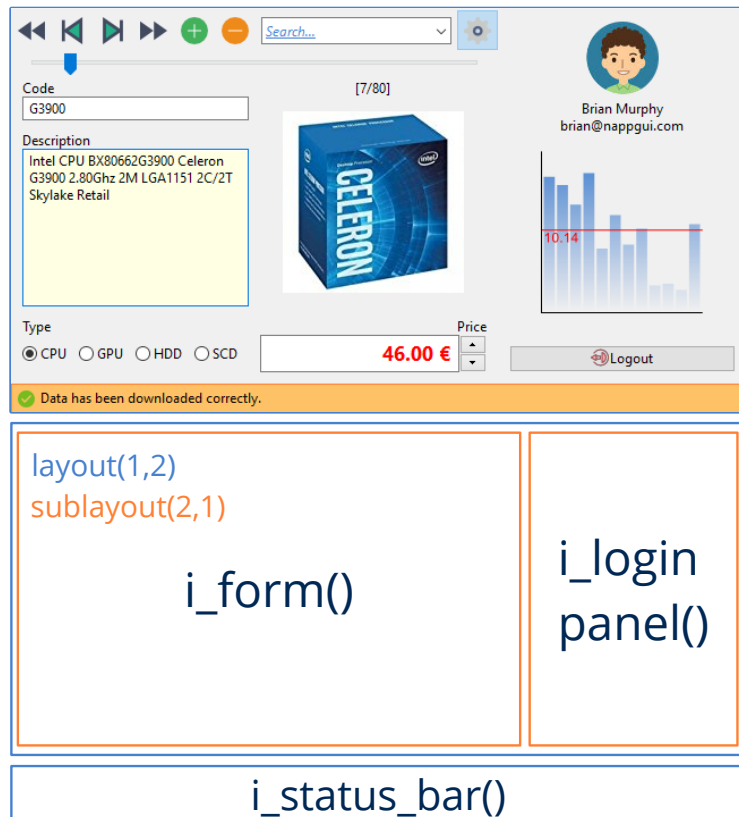 Search...
Code
[7/80]
G3900
Brian Murphy
brian@nappgui.com
Description
Intel CPU BX80662G3900 Celeron
G3900 2.80Ghz 2M LGA1151 2C/2T
Skylake Retail
intel
CELERON
10.14
Type
Price
CPU GPU HDD SCD
46.00 €
Logout
Data has been downloaded correctly.
layout(1,2)
sublayout(2,1)
i_form()
i_login
panel()
i_status_bar()